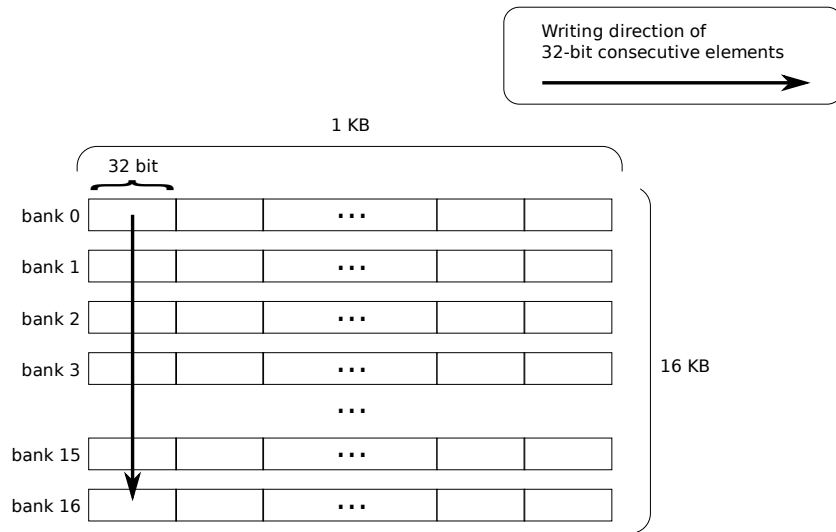 Writing direction of
32-bit consecutive elements
1 KB
32 bit
bank 0
...
bank 1
...
bank 2
...
bank 3
...
16 KB
...
bank 15
...
bank 16
...